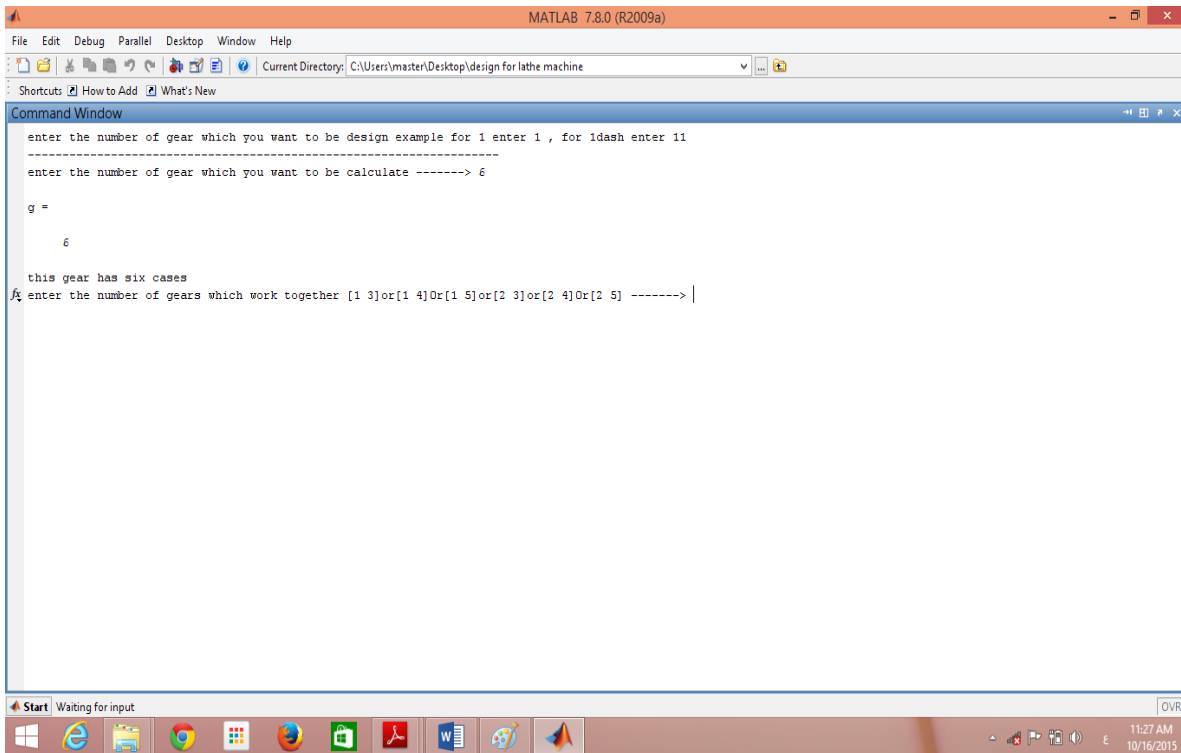 MATLAB 7.8.0 (R2009a)
File Edit Debug Parallel Desktop Window Help
Current Directory: C:\Users\master\Desktop\design for lathe machine
Shortcuts How to Add What's New
Command Window
enter the number of gear which you want to be design example for 1 enter 1 , for 1dash enter 11
--------------------------------------------------------------------
enter the number of gear which you want to be calculate -------> 6
g =
6
this gear has six cases
fx enter the number of gears which work together [1 3]or[1 4]Or[1 5]or[2 3]or[2 4]Or[2 5] ------->
Start Waiting for input
OVR
W
ع
11:27 AM
10/16/2015